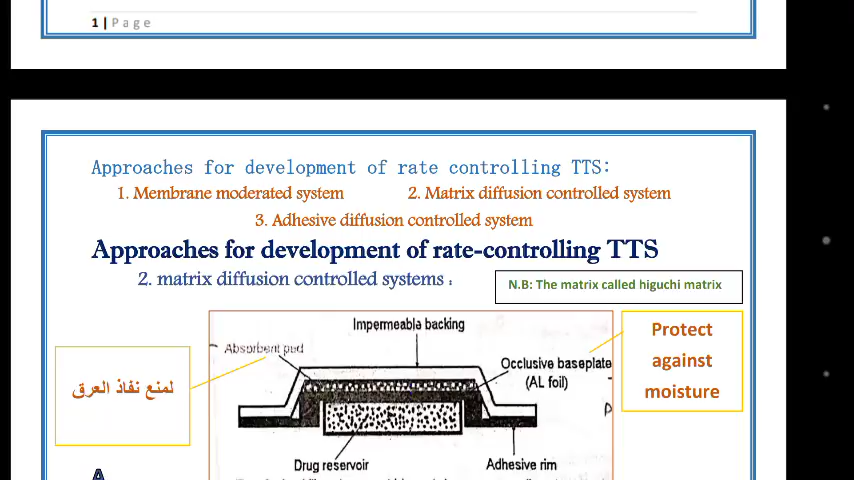 1 | Page
Approaches for development of rate controlling TTS:
1. Membrane moderated system 2. Matrix diffusion controlled system
3. Adhesive diffusion controlled system
Approaches for development of rate-controlling TTS
2. matrix diffusion controlled systems :
N.B: The matrix called higuchi matrix
Impermeable backing
Absorbent pad
Occlusive baseplate
(AL foil)
Protect
against
moisture
لمنع نفاذ العرق
Drug reservoir
Adhesive rim